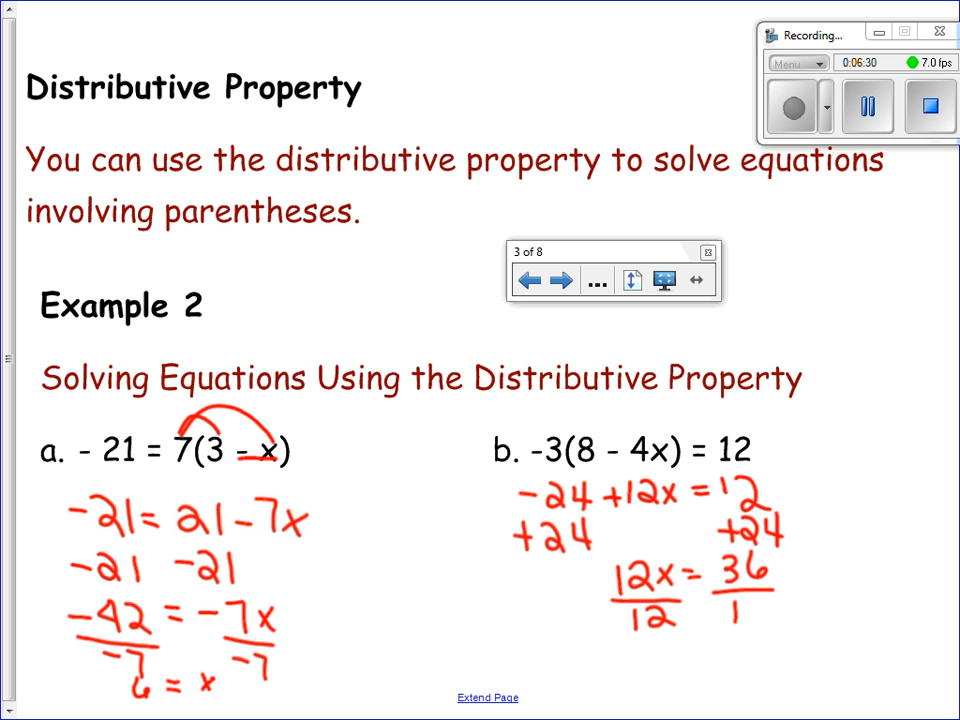 Recording...
Menu
0:06:30
7.0 fps
Distributive Property
You can use the distributive property to solve equations
involving parentheses.
3 of 8
...
Example 2
Solving Equations Using the Distributive Property
a. - 21 = 7(3 - x)
-21 = 21 - 7x
-21 -21
-42 = -7x
-7 -7
6 = x
b. -3(8 - 4x) = 12
-24 +12x = 12
+24 +24
12x = 36
12 1
Extend Page